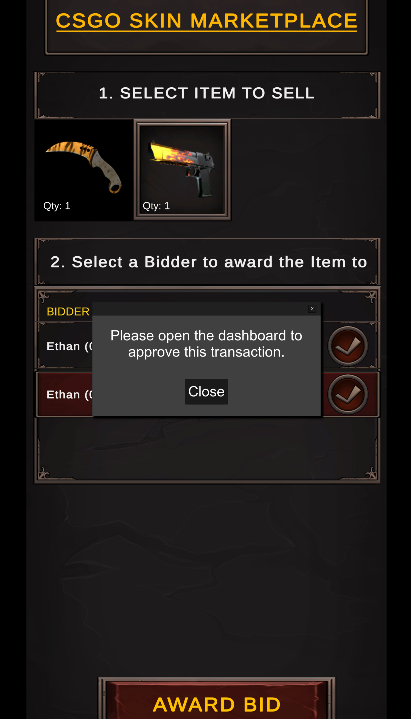 CSGO SKIN MARKETPLACE
1. SELECT ITEM TO SELL
Qty: 1
Qty: 1
2. Select a Bidder to award the Item to
BIDDER
Please open the dashboard to
approve this transaction.
Close
Ethan
Ethan
AWARD BID